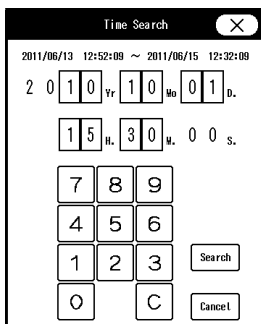 Time Search X
2011/06/13 12:52:09 ~ 2011/06/15 12:32:09
2 0 1 0 Yr 1 0 Mo 0 1 D.
1 5 H. 3 0 M. 0 0 S.
7 8 9
4 5 6
1 2 3 Search
0 C Cancel